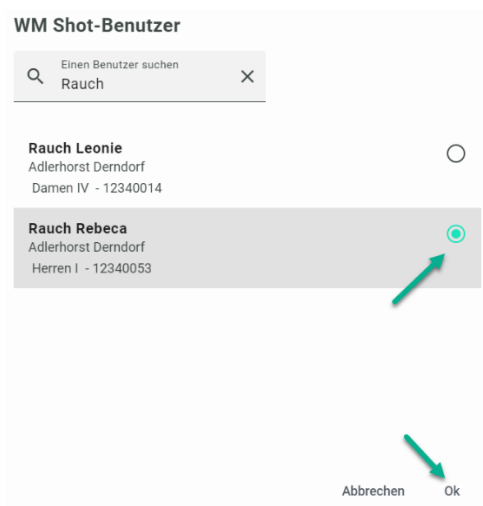 WM Shot-Benutzer
Einen Benutzer suchen
Rauch
Rauch Leonie
Adlerhorst Derndorf
Damen IV - 12340014
Rauch Rebeca
Adlerhorst Derndorf
Herren I - 12340053
Abbrechen Ok